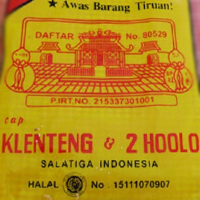 ★ Awas Barang Tiruan!
DAFTAR No. 80529
P.IRT.NO. 215337301001
cap
KLENTENG & 2 HOOLO
SALATIGA INDONESIA
HALAL No. 15111070907